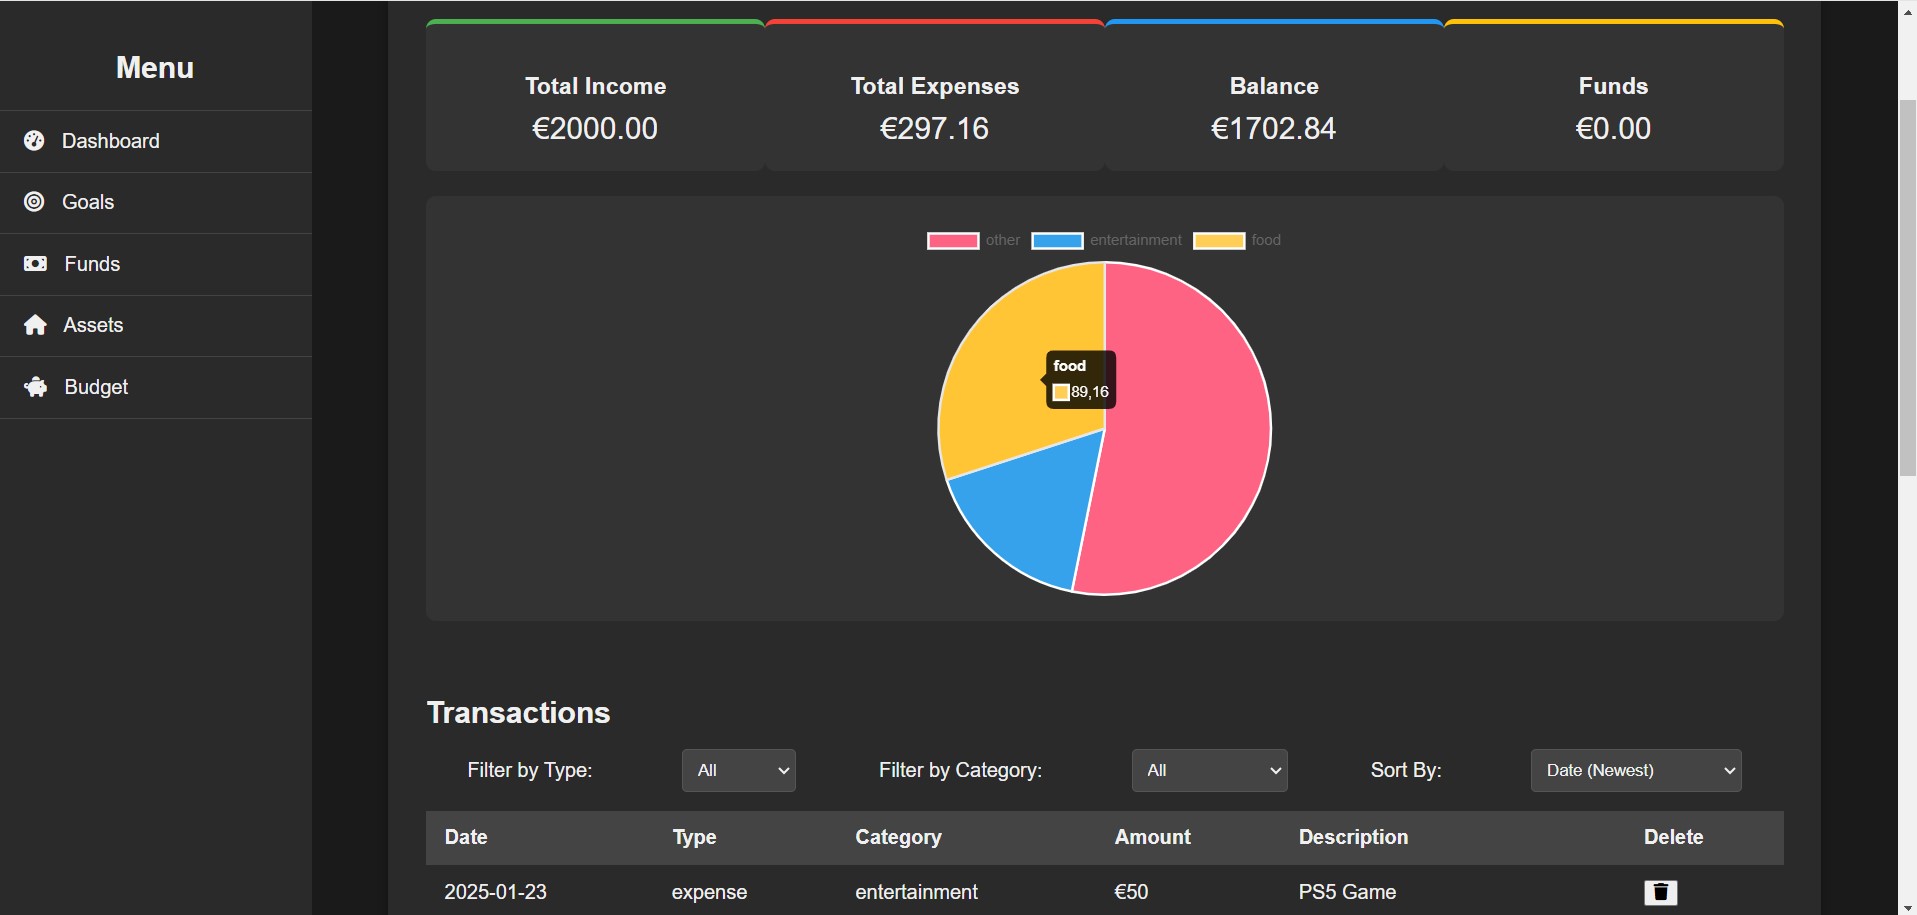 Menu
Dashboard
Goals
Funds
Assets
Budget
Total Income
€2000.00
Total Expenses
€297.16
Balance
€1702.84
Funds
€0.00
other entertainment food
food
89,16
Transactions
Filter by Type: All Filter by Category: All Sort By: Date (Newest)
Date Type Category Amount Description Delete
2025-01-23 expense entertainment €50 PS5 Game